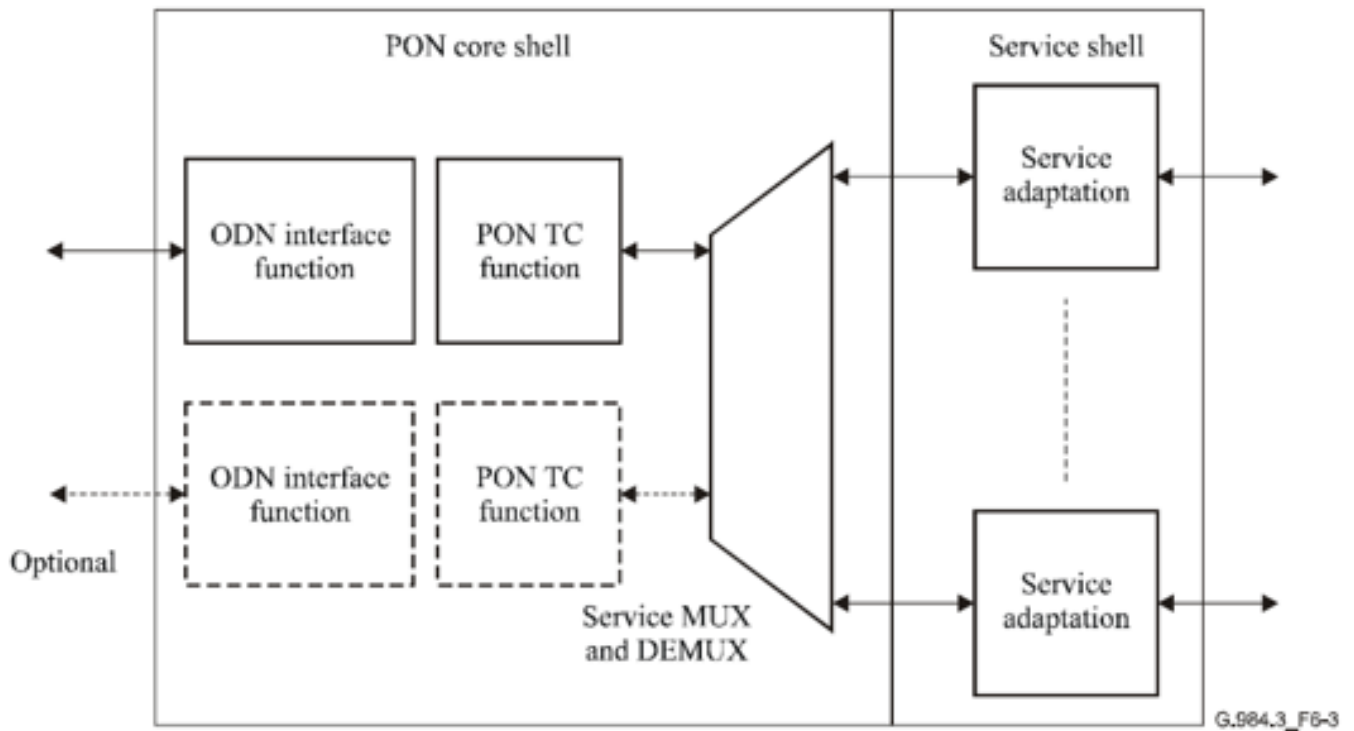 PON core shell
Service shell
Service
adaptation
ODN interface
function
PON TC
function
ODN interface
function
PON TC
function
Optional
Service MUX
and DEMUX
Service
adaptation
G.984.3_F6-3